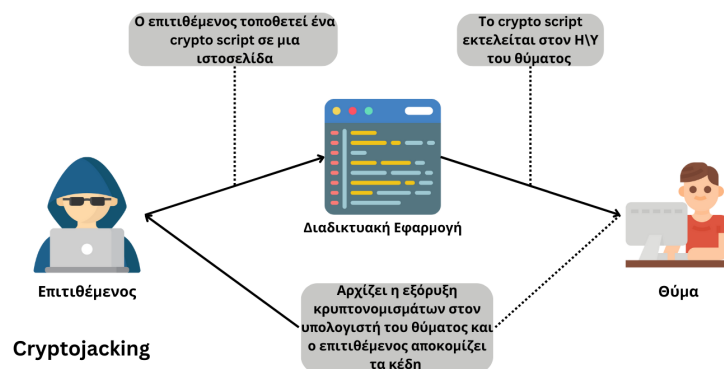 Ο επιτιθέμενος τοποθετεί ένα
crypto script σε μια
ιστοσελίδα
Το crypto script
εκτελείται στον Η\Υ
του θύματος
Διαδικτυακή Εφαρμογή
Επιτιθέμενος
Θύμα
Αρχίζει η εξόρυξη
κρυπτονομισμάτων στον
υπολογιστή του θύματος και
ο επιτιθέμενος αποκομίζει
τα κέδη
Cryptojacking